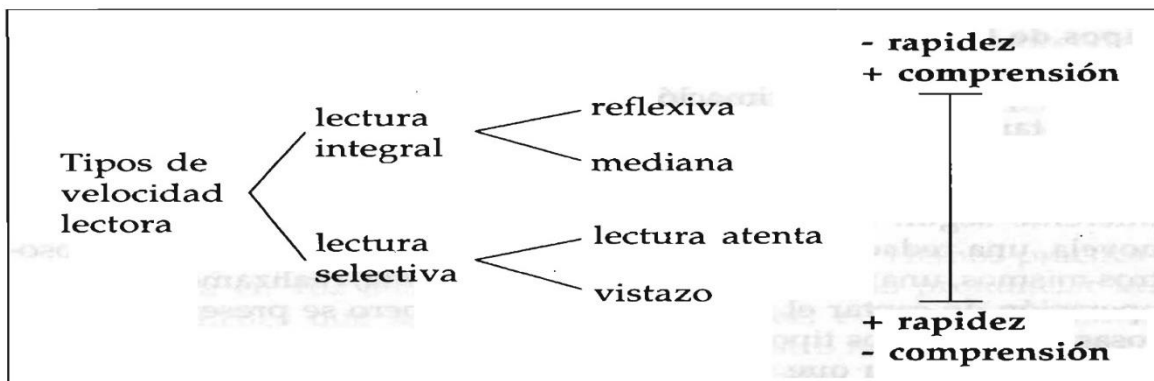 - rapidez
+ comprensión
lectura
integral
reflexiva
mediana
Tipos de
velocidad
lectora
lectura
selectiva
lectura atenta
vistazo
+ rapidez
- comprensión